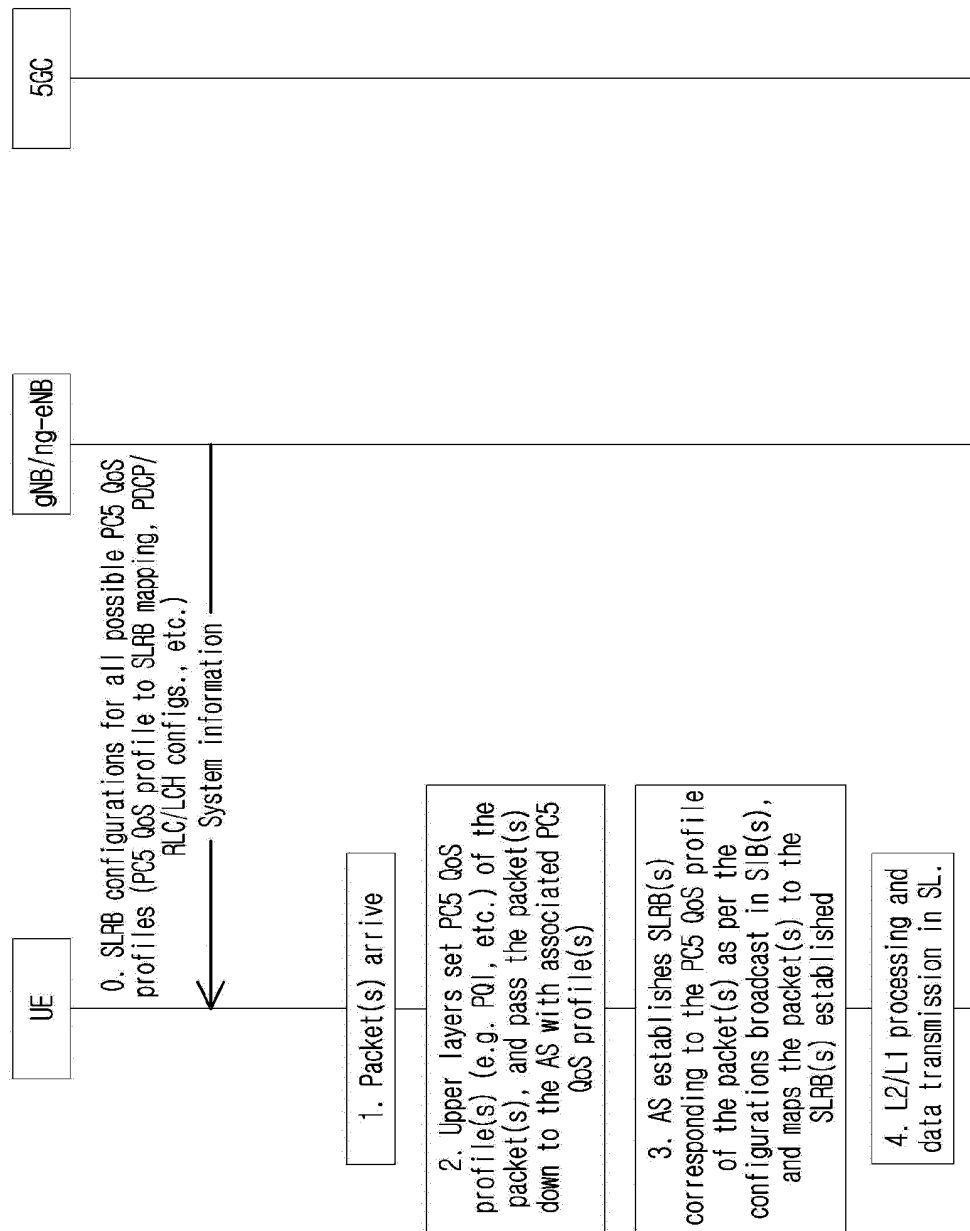 UE
gNB/ng-eNB
5GC
0. SLRB configurations for all possible PC5 QoS
profiles (PC5 QoS profile to SLRB mapping, PDCP/
RLC/LCH configs., etc.)
System information
1. Packet(s) arrive
2. Upper layers set PC5 QoS
profile(s) (e.g. PQI, etc.) of the
packet(s), and pass the packet(s)
down to the AS with associated PC5
QoS profile(s)
3. AS establishes SLRB(s)
corresponding to the PC5 QoS profile
of the packet(s) as per the
configurations broadcast in SIB(s),
and maps the packet(s) to the
SLRB(s) established
4. L2/L1 processing and
data transmission in SL.